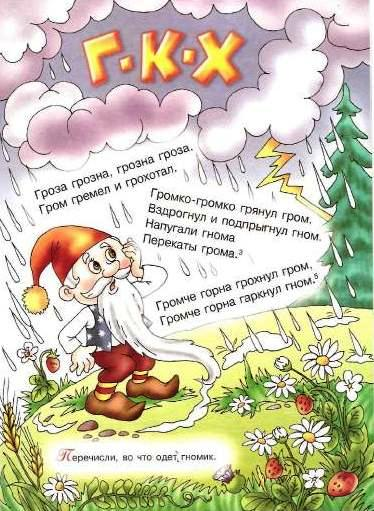 Г·К·Х
Гроза грозна, грозна гроза.
Гром гремел и грохотал.
Громко-громко грянул гром,
Вздрогнул и подпрыгнул гном.
Напугали гнома
Перекаты грома.³
Громче горна грохнул гром,
Громче горна гаркнул гном.⁵
Перечисли, во что одет гномик.